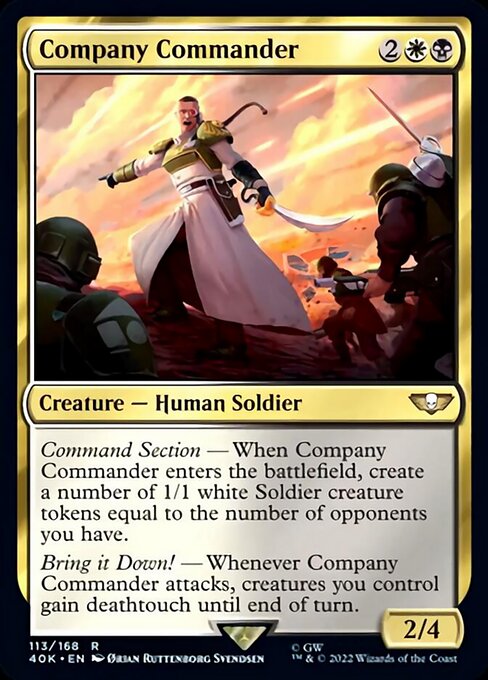 Company Commander 2
Creature — Human Soldier
Command Section — When Company
Commander enters the battlefield, create
a number of 1/1 white Soldier creature
tokens equal to the number of opponents
you have.
Bring it Down! — Whenever Company
Commander attacks, creatures you control
gain deathtouch until end of turn.
2/4
113/168 R
40K • EN Ørjan Ruttenborg Svendsen
© GW
™ & © 2022 Wizards of the Coast